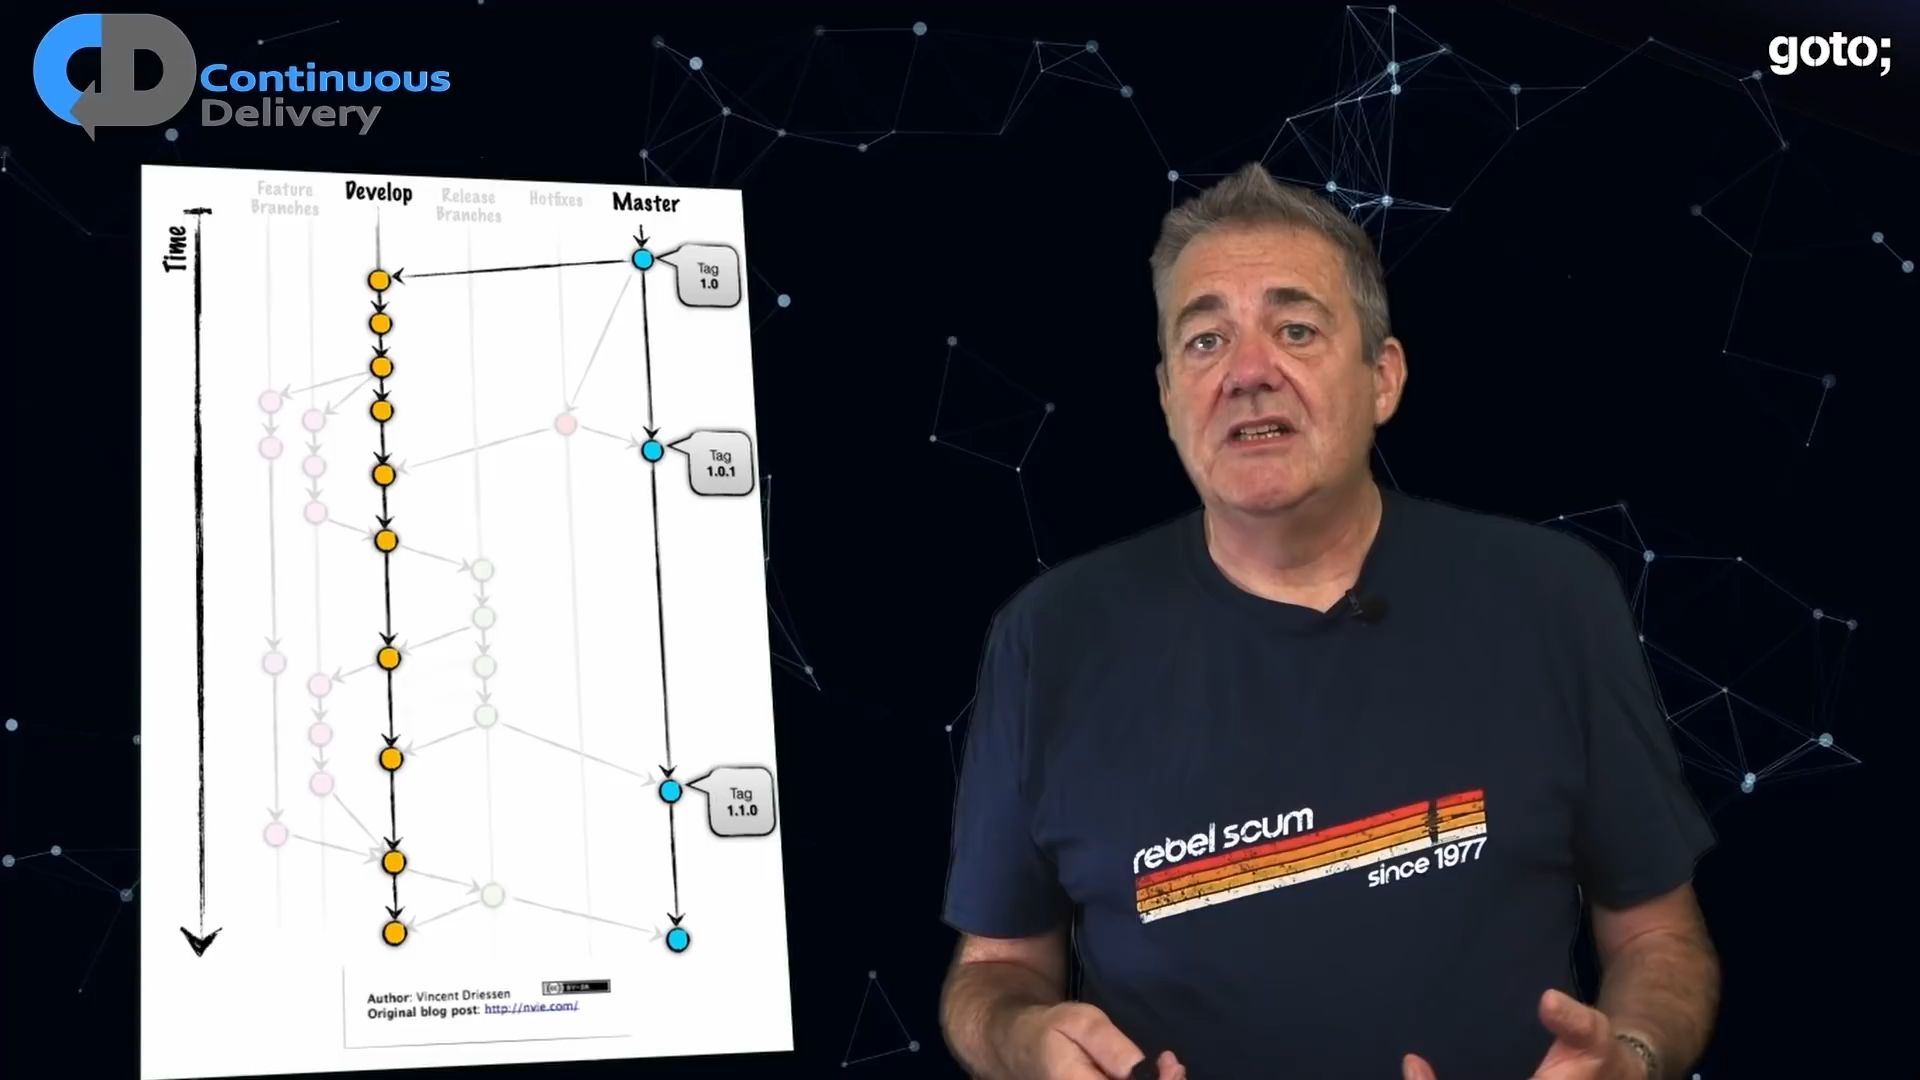 Continuous
Delivery
goto;
Feature
Branches
Develop
Release
Branches
Hotfixes
Master
Time
Tag
1.0
Tag
1.0.1
Tag
1.1.0
Author: Vincent Driessen
Original blog post: http://nvie.com/
rebel scum
since 1977